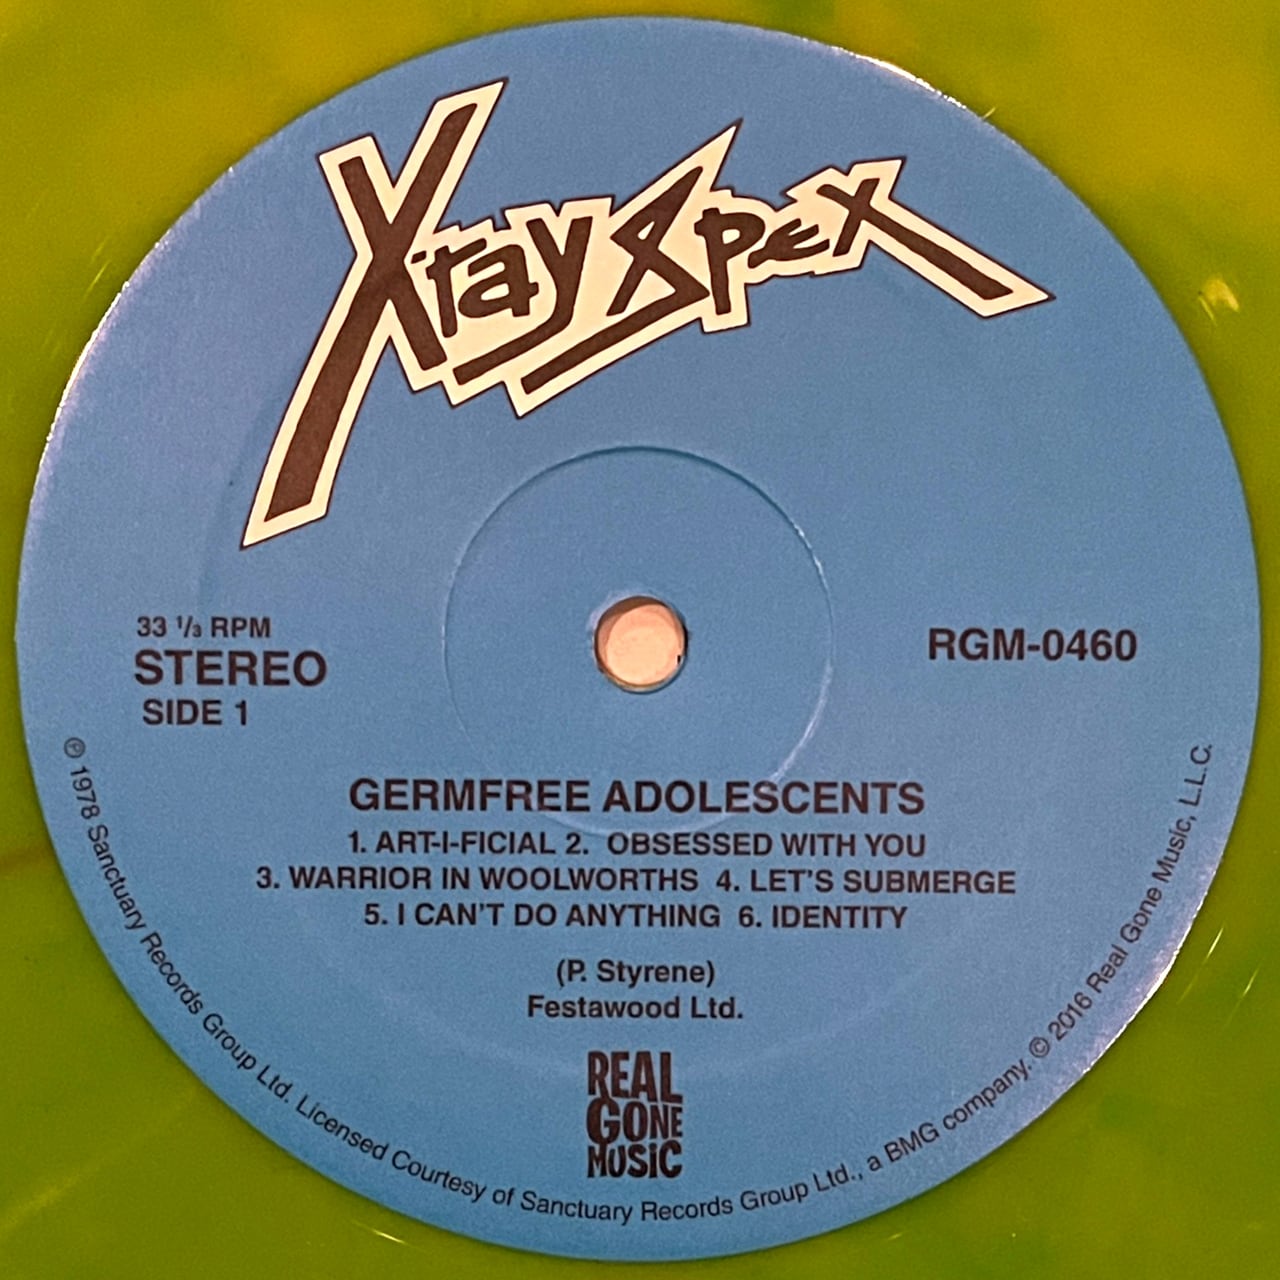 X-ray Spex
33 1/3 RPM
STEREO
SIDE 1
RGM-0460
GERMFREE ADOLESCENTS
1. ART-I-FICIAL 2. OBSESSED WITH YOU
3. WARRIOR IN WOOLWORTHS 4. LET'S SUBMERGE
5. I CAN'T DO ANYTHING 6. IDENTITY
(P. Styrene)
Festawood Ltd.
REAL
GONE
MUSIC
℗ 1978 Sanctuary Records Group Ltd. Licensed Courtesy of Sanctuary Records Group Ltd., a BMG company. © 2016 Real Gone Music, L.L.C.